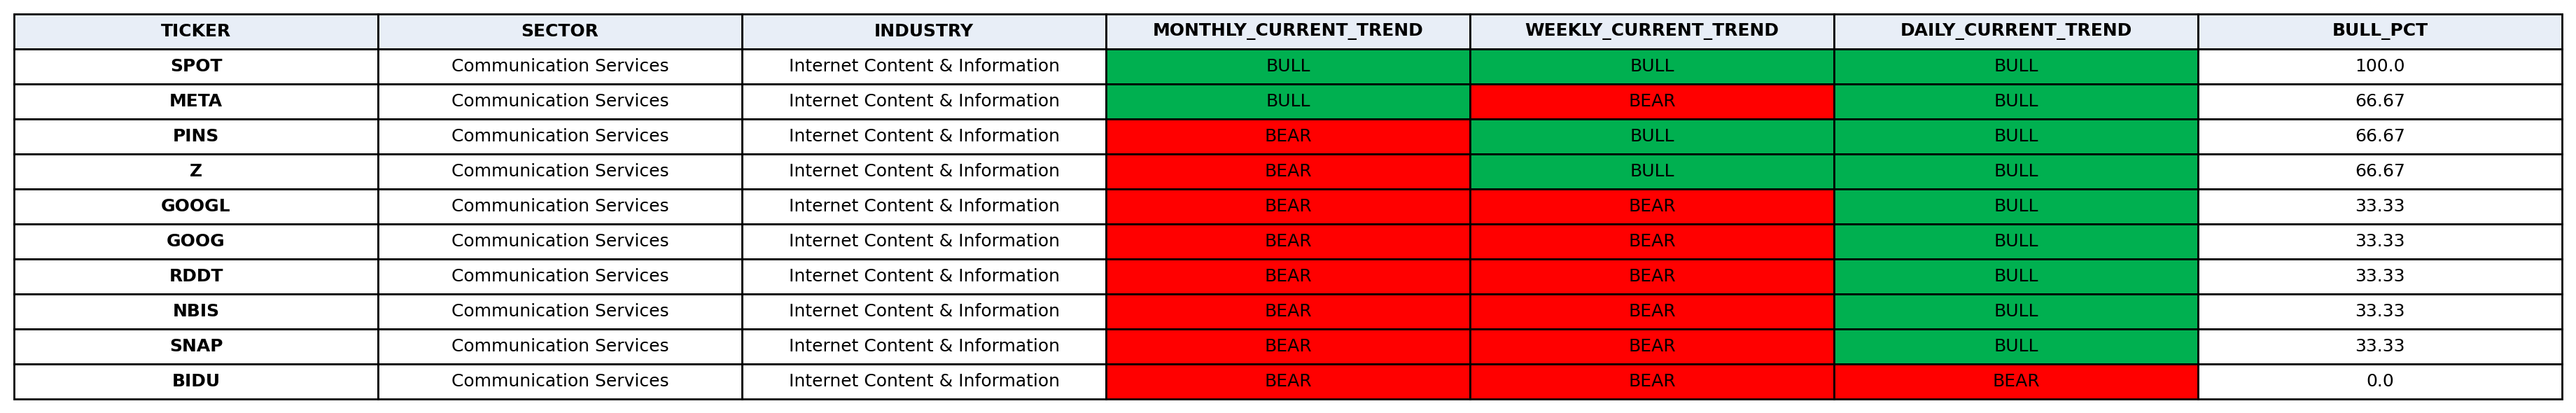 TICKER SECTOR INDUSTRY MONTHLY_CURRENT_TREND WEEKLY_CURRENT_TREND DAILY_CURRENT_TREND BULL_PCT
SPOT Communication Services Internet Content & Information BULL BULL BULL 100.0
META Communication Services Internet Content & Information BULL BEAR BULL 66.67
PINS Communication Services Internet Content & Information BEAR BULL BULL 66.67
Z Communication Services Internet Content & Information BEAR BULL BULL 66.67
GOOGL Communication Services Internet Content & Information BEAR BEAR BULL 33.33
GOOG Communication Services Internet Content & Information BEAR BEAR BULL 33.33
RDDT Communication Services Internet Content & Information BEAR BEAR BULL 33.33
NBIS Communication Services Internet Content & Information BEAR BEAR BULL 33.33
SNAP Communication Services Internet Content & Information BEAR BEAR BULL 33.33
BIDU Communication Services Internet Content & Information BEAR BEAR BEAR 0.0